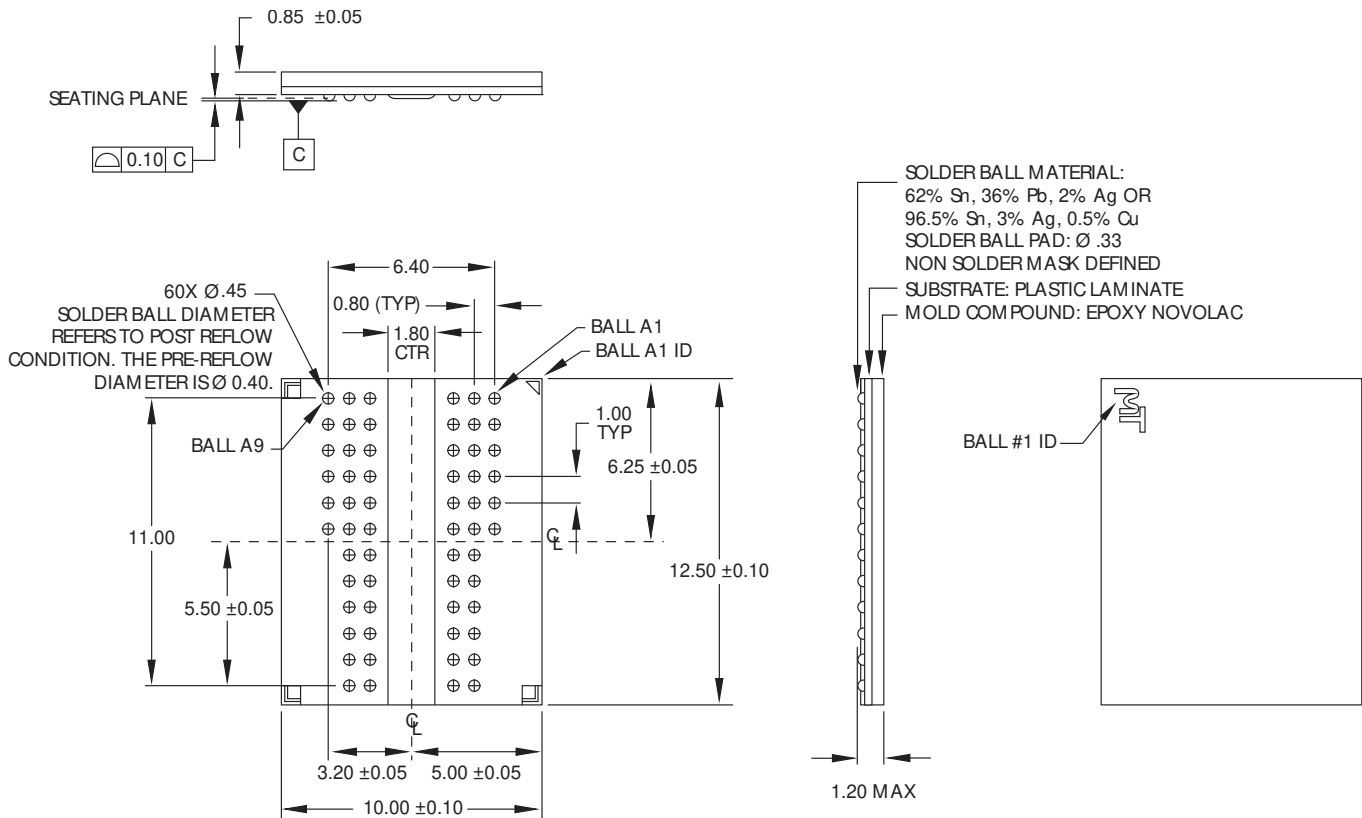 0.85 ±0.05
SEATING PLANE
0.10 C
C
SOLDER BALL MATERIAL:
62% Sn, 36% Pb, 2% Ag OR
96.5% Sn, 3% Ag, 0.5% Cu
SOLDER BALL PAD: Ø .33
NON SOLDER MASK DEFINED
SUBSTRATE: PLASTIC LAMINATE
MOLD COMPOUND: EPOXY NOVOLAC
6.40
0.80 (TYP)
1.80
CTR
60X Ø.45
SOLDER BALL DIAMETER
REFERS TO POST REFLOW
CONDITION. THE PRE-REFLOW
DIAMETER IS Ø 0.40.
BALL A1
BALL A1 ID
BALL A9
1.00
TYP
6.25 ±0.05
BALL #1 ID
MT
11.00
CL
12.50 ±0.10
5.50 ±0.05
CL
3.20 ±0.05
5.00 ±0.05
10.00 ±0.10
1.20 MAX